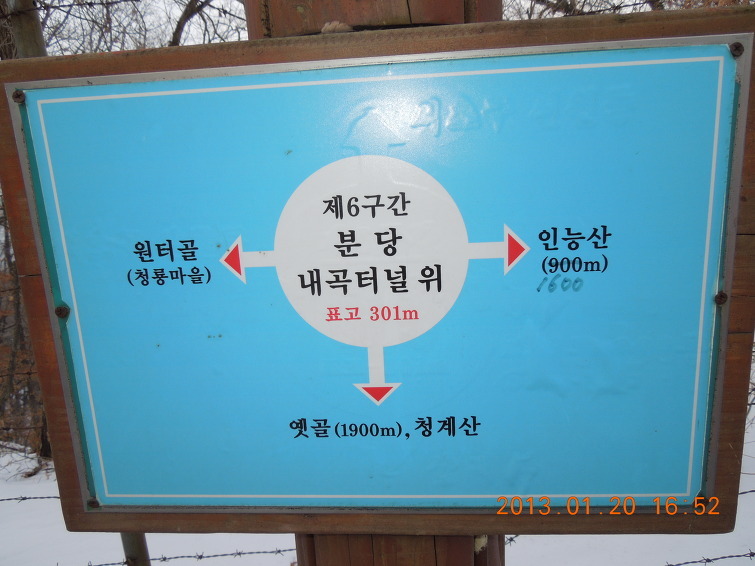 제6구간
분당
내곡터널 위
표고 301m
원터골
(청룡마을)
인능산
(900m)
1600
옛골(1900m), 청계산
2013.01.20 16:52